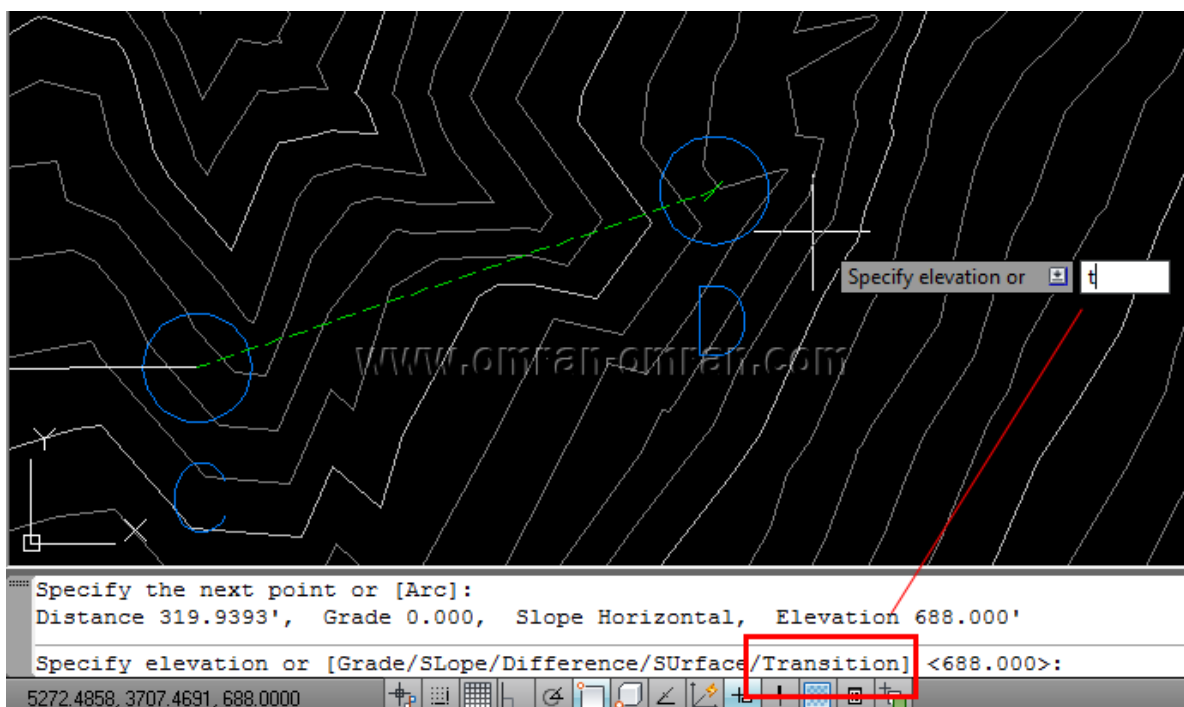 Specify elevation or t
D
www.omran-omran.com
Y
C
X
Specify the next point or [Arc]:
Distance 319.9393', Grade 0.000, Slope Horizontal, Elevation 688.000'
Specify elevation or [Grade/SLope/Difference/SUrface/Transition] <688.000>:
5272.4858, 3707.4691, 688.0000